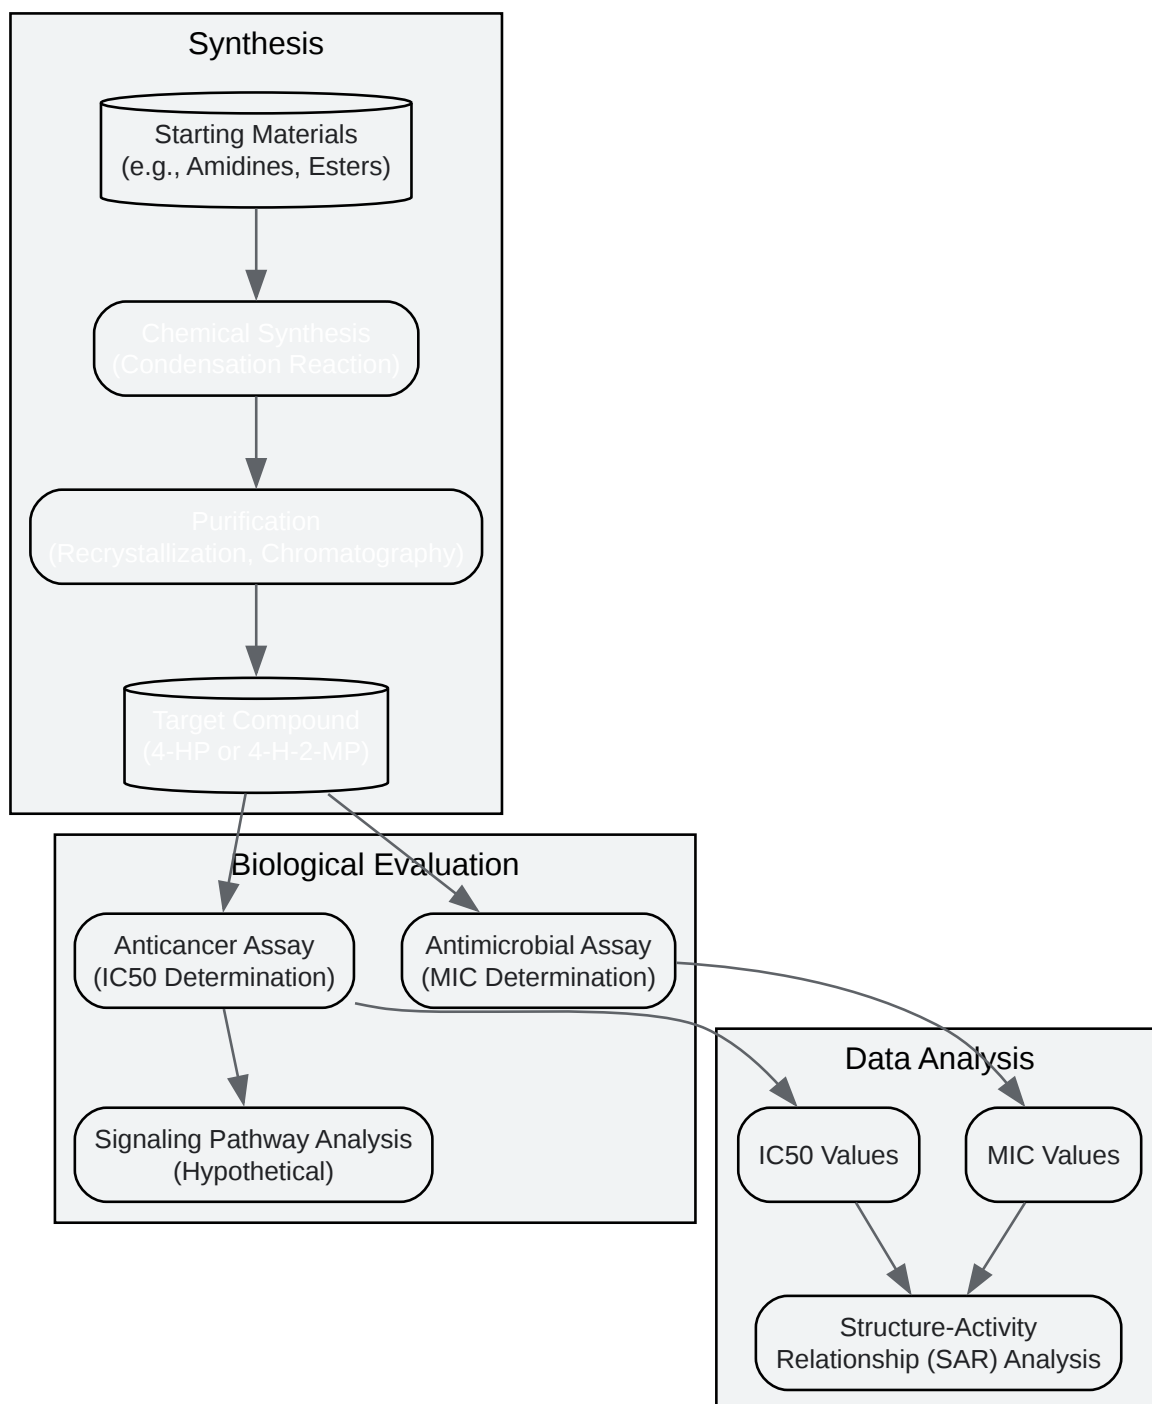 Synthesis
Starting Materials
(e.g., Amidines, Esters)
Chemical Synthesis
(Condensation Reaction)
Purification
(Recrystallization, Chromatography)
Target Compound
(4-HP or 4-H-2-MP)
Biological Evaluation
Anticancer Assay
(IC50 Determination)
Antimicrobial Assay
(MIC Determination)
Signaling Pathway Analysis
(Hypothetical)
Data Analysis
IC50 Values
MIC Values
Structure-Activity
Relationship (SAR) Analysis